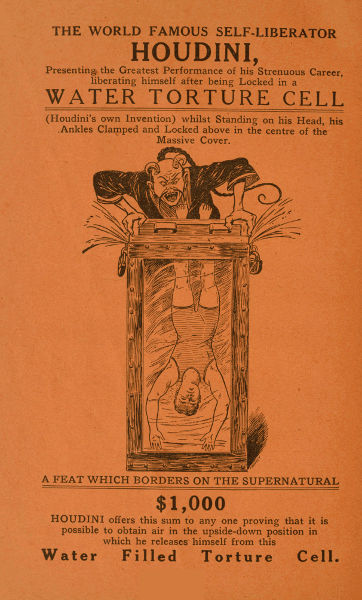 THE WORLD FAMOUS SELF-LIBERATOR
HOUDINI,
Presenting the Greatest Performance of his Strenuous Career,
liberating himself after being Locked in a
WATER TORTURE CELL
(Houdini's own Invention) whilst Standing on his Head, his
Ankles Clamped and Locked above in the centre of the
Massive Cover.
A FEAT WHICH BORDERS ON THE SUPERNATURAL
$1,000
HOUDINI offers this sum to any one proving that it is
possible to obtain air in the upside-down position in
which he releases himself from this
Water Filled Torture Cell.